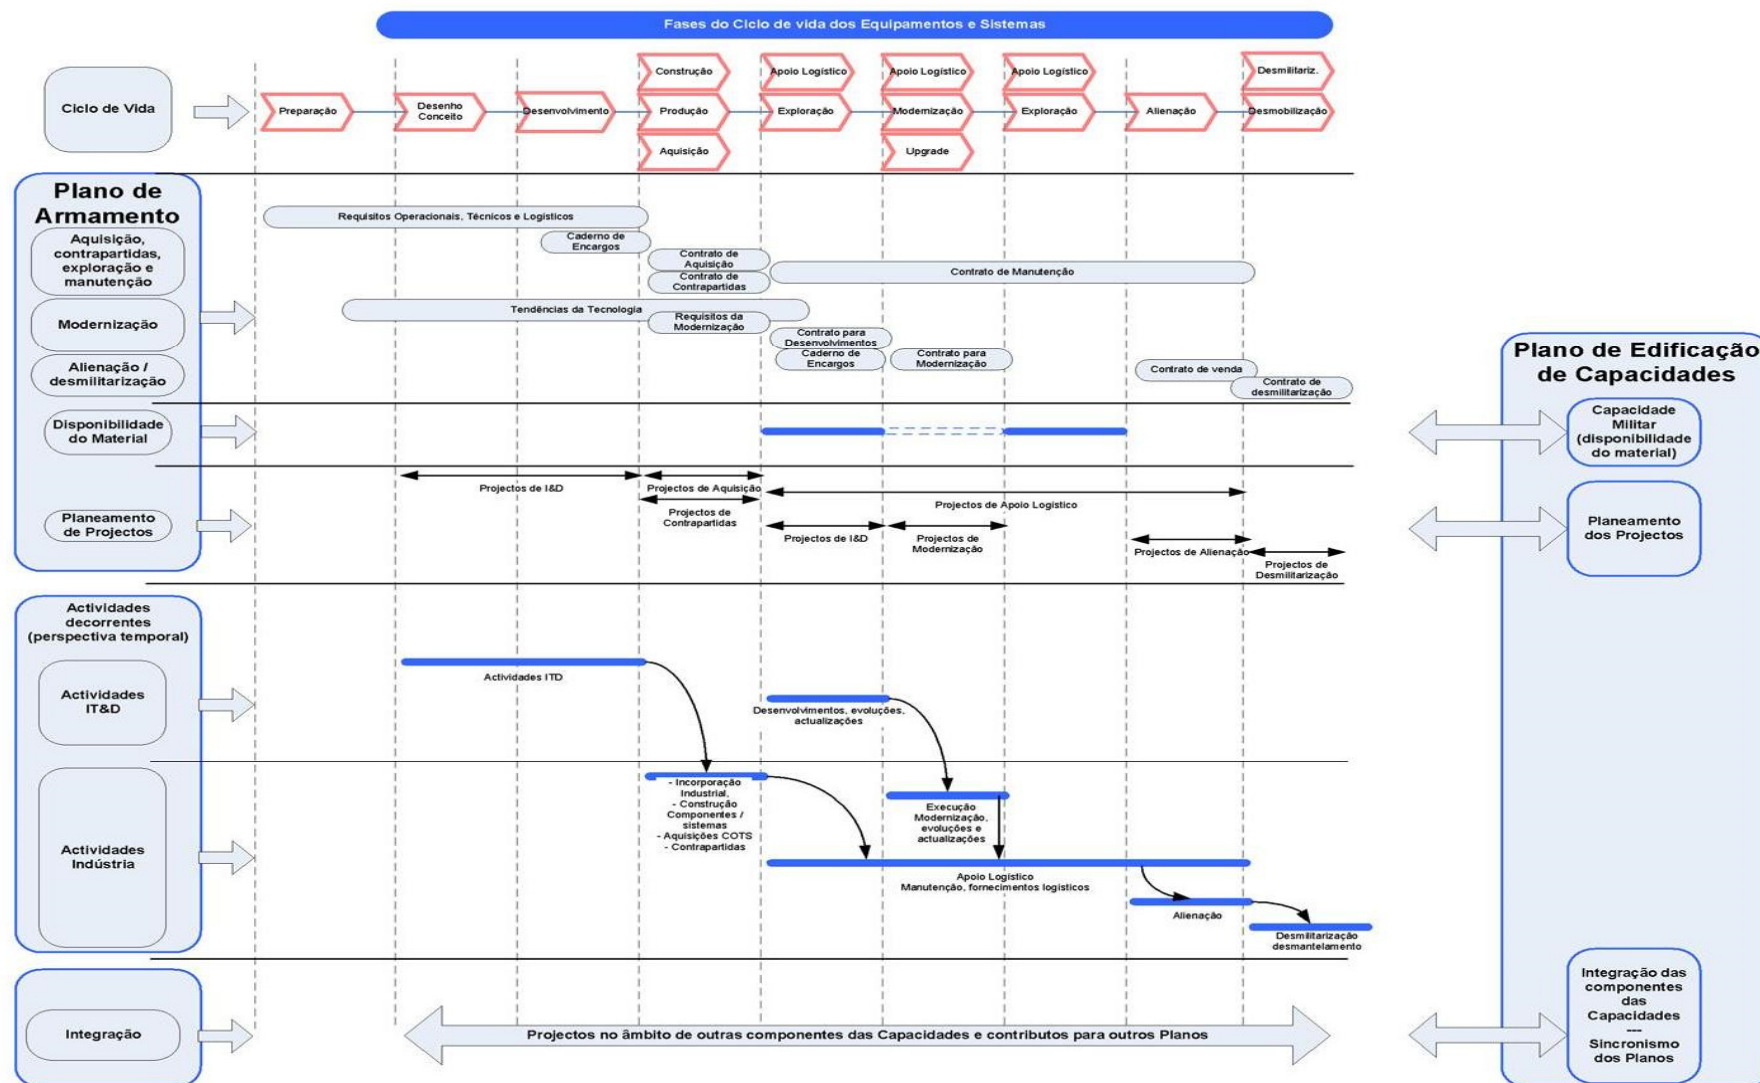 Fases do Ciclo de vida dos Equipamentos e Sistemas
Ciclo de Vida
Preparação
Desenho
Conceito
Desenvolvimento
Construção
Produção
Aquisição
Apoio Logístico
Exploração
Apoio Logístico
Modernização
Upgrade
Apoio Logístico
Exploração
Alienação
Desmilitariz.
Desmobilização
Plano de
Armamento
Aquisição,
contrapartidas,
exploração e
manutenção
Modernização
Alienação /
desmilitarização
Disponibilidade
do Material
Planeamento
de Projectos
Requisitos Operacionais, Técnicos e Logísticos
Caderno de
Encargos
Contrato de
Aquisição
Contrato de
Contrapartidas
Contrato de Manutenção
Tendências da Tecnologia
Requisitos da
Modernização
Contrato para
Desenvolvimentos
Caderno de
Encargos
Contrato para
Modernização
Contrato de venda
Contrato de
desmilitarização
Projectos de I&D
Projectos de Aquisição
Projectos de
Contrapartidas
Projectos de Apoio Logístico
Projectos de I&D
Projectos de
Modernização
Projectos de Alienação
Projectos de
Desmilitarização
Plano de Edificação
de Capacidades
Capacidade
Militar
(disponibilidade
do material)
Planeamento
dos Projectos
Actividades
decorrentes
(perspectiva temporal)
Actividades
IT&D
Actividades
Indústria
Actividades ITD
Desenvolvimentos, evoluções,
actualizações
- Incorporação
Industrial,
- Construção
Componentes /
sistemas
- Aquisições COTS
- Contrapartidas
Execução
Modernização,
evoluções e
actualizações
Apoio Logístico
Manutenção, fornecimentos logísticos
Alienação
Desmilitarização
desmantelamento
Integração
Projectos no âmbito de outras componentes das Capacidades e contributos para outros Planos
Integração das
componentes
das
Capacidades
---
Sincronismo
dos Planos